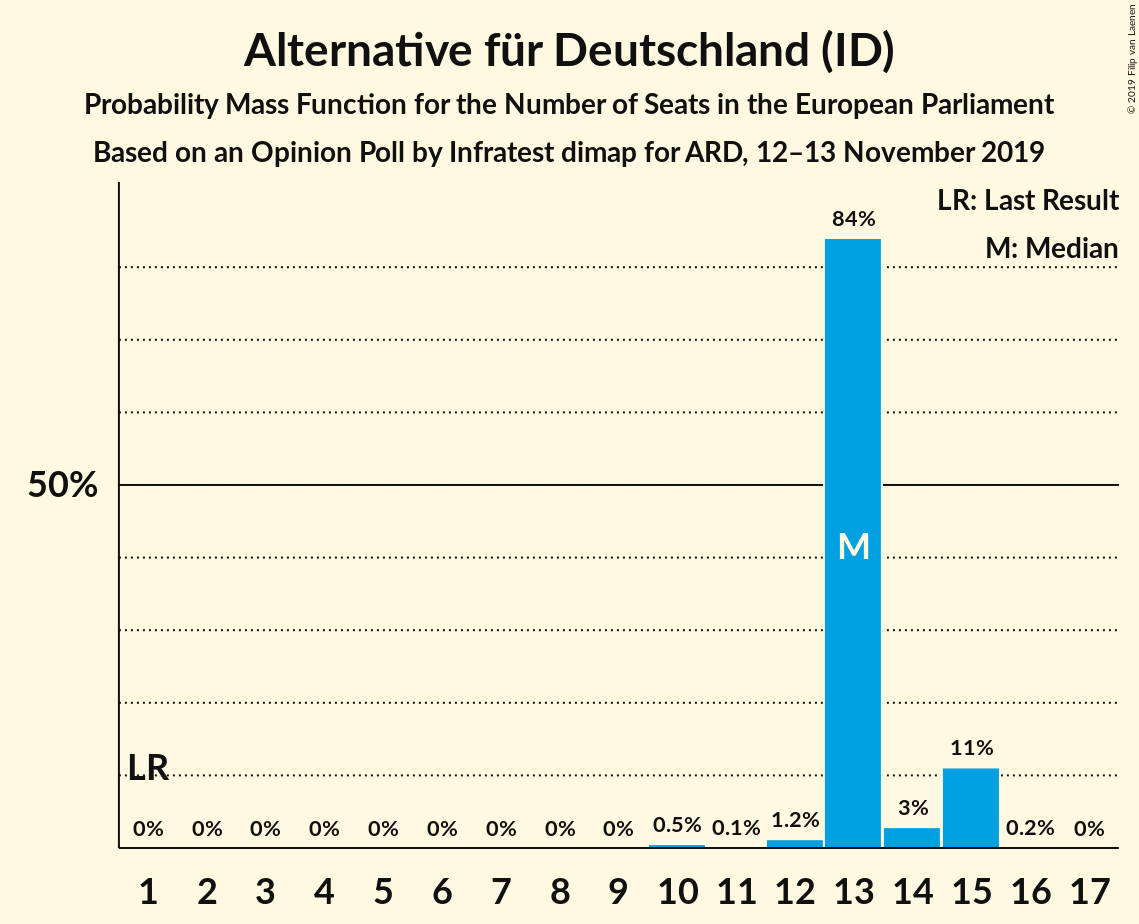 Alternative für Deutschland (ID)
Probability Mass Function for the Number of Seats in the European Parliament
Based on an Opinion Poll by Infratest dimap for ARD, 12–13 November 2019
© 2019 Filip van Laenen
LR: Last Result
M: Median
84%
50%
M
LR
11%
0% 0% 0% 0% 0% 0% 0% 0% 0% 0.5% 0.1% 1.2% 3% 0.2% 0%
1 2 3 4 5 6 7 8 9 10 11 12 13 14 15 16 17